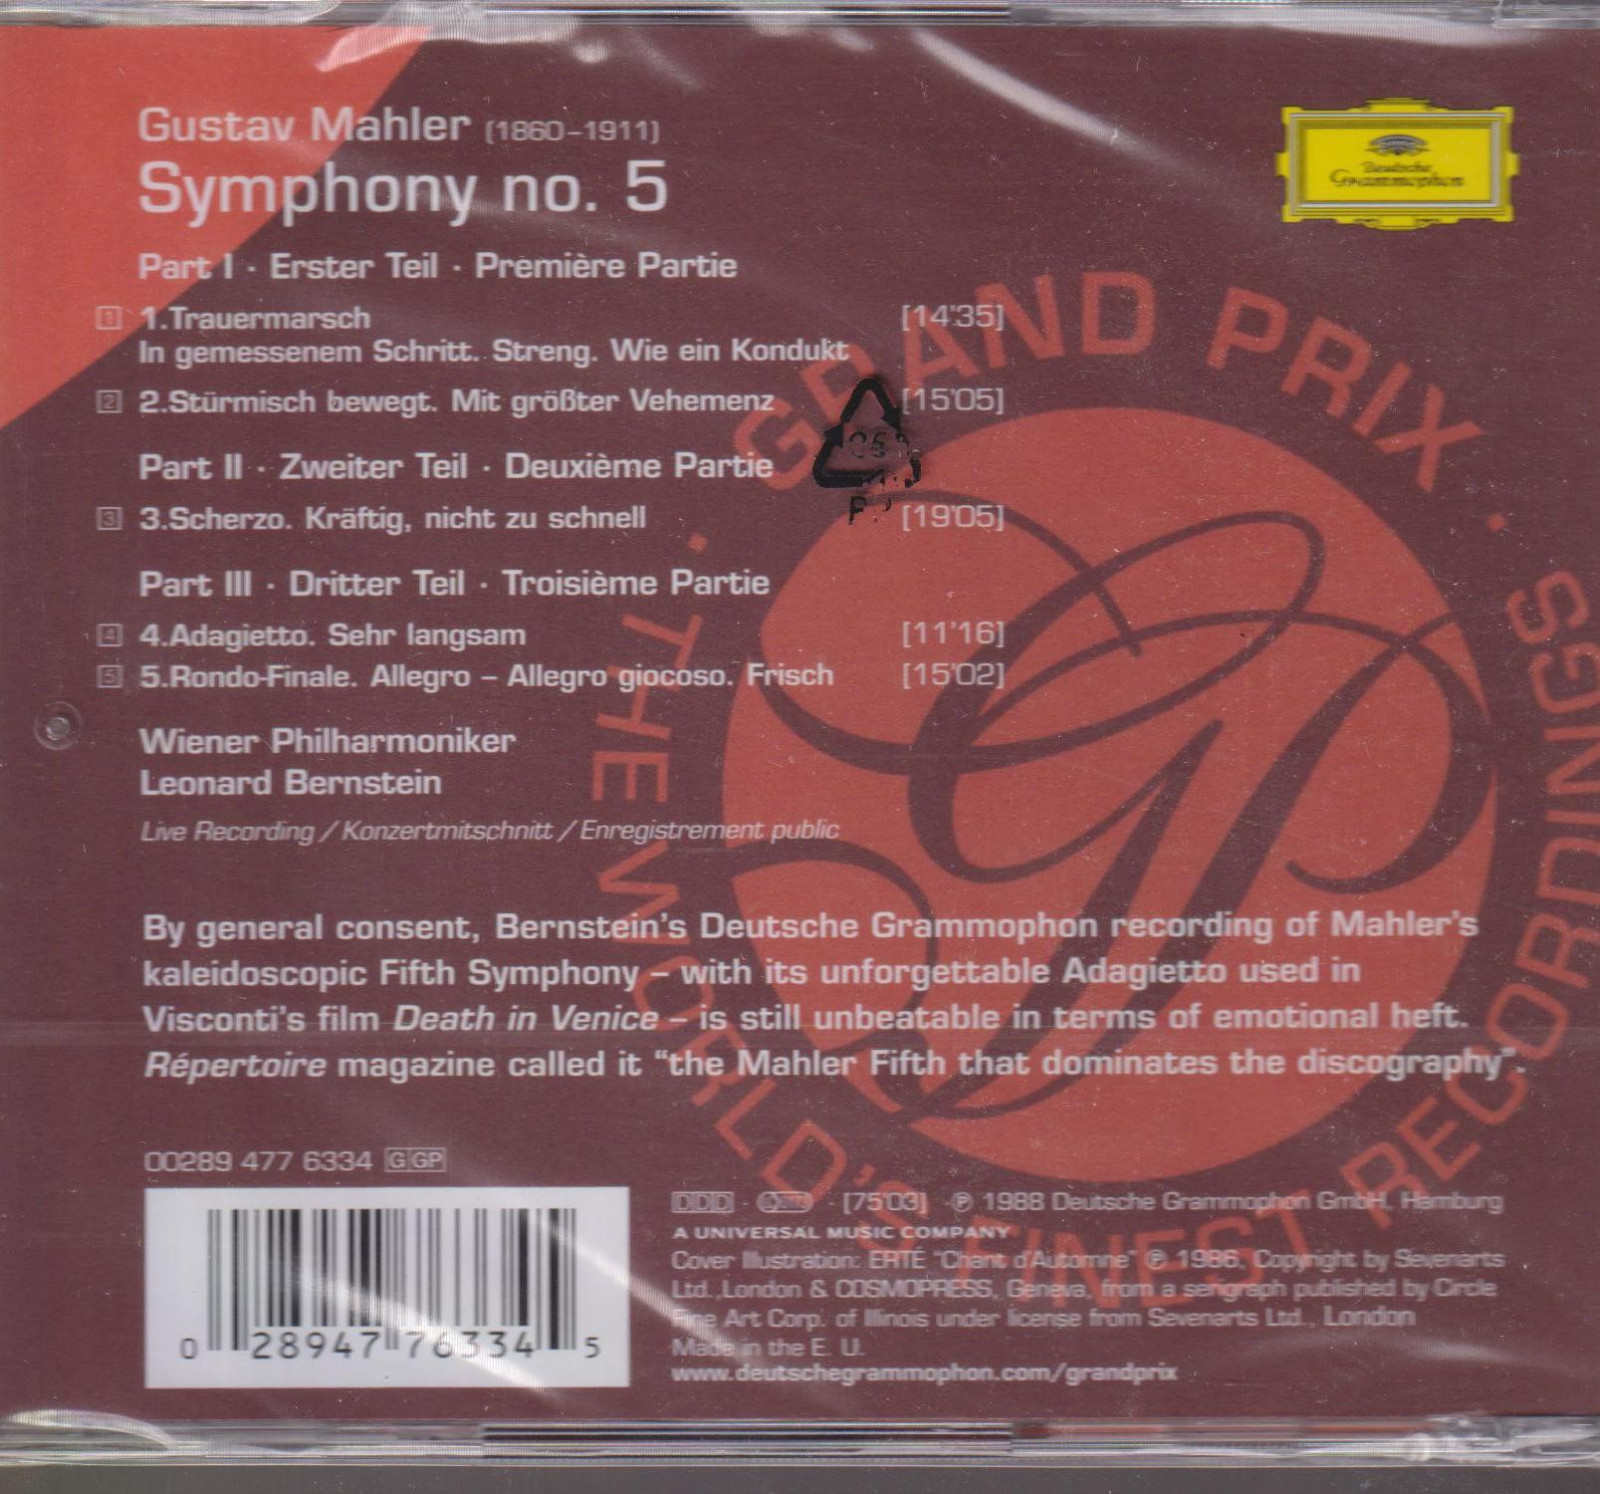 Gustav Mahler (1860–1911)
Symphony no. 5
Deutsche
Grammophon
Part I · Erster Teil · Première Partie
1 1.Trauermarsch [14'35]
In gemessenem Schritt. Streng. Wie ein Kondukt
2 2.Stürmisch bewegt. Mit größter Vehemenz [15'05]
Part II · Zweiter Teil · Deuxième Partie
3 3.Scherzo. Kräftig, nicht zu schnell [19'05]
Part III · Dritter Teil · Troisième Partie
4 4.Adagietto. Sehr langsam [11'16]
5 5.Rondo-Finale. Allegro – Allegro giocoso. Frisch [15'02]
Wiener Philharmoniker
Leonard Bernstein
Live Recording / Konzertmitschnitt / Enregistrement public
GRAND PRIX · THE WORLD'S FINEST RECORDINGS ·
GP
By general consent, Bernstein's Deutsche Grammophon recording of Mahler's
kaleidoscopic Fifth Symphony – with its unforgettable Adagietto used in
Visconti's film Death in Venice – is still unbeatable in terms of emotional heft.
Répertoire magazine called it “the Mahler Fifth that dominates the discography”.
00289 477 6334 G GP
0 28947 76334 5
DDD · [75'03] · ℗ 1988 Deutsche Grammophon GmbH, Hamburg
A UNIVERSAL MUSIC COMPANY
Cover Illustration: ERTÉ “Chant d'Automne” ℗ 1986, Copyright by Sevenarts
Ltd.,London & COSMOPRESS, Geneva, from a serigraph published by Circle
Fine Art Corp. of Illinois under license from Sevenarts Ltd., London
Made in the E. U.
www.deutschegrammophon.com/grandprix